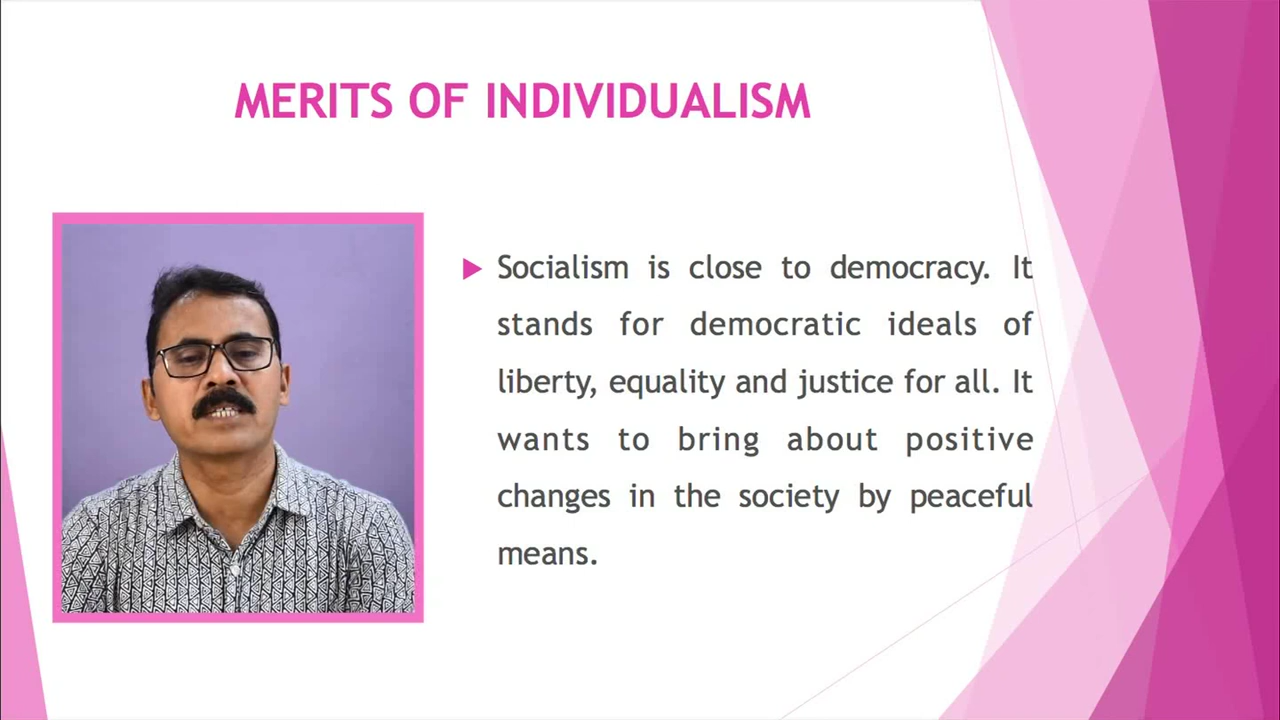 MERITS OF INDIVIDUALISM
Socialism is close to democracy. It
stands for democratic ideals of
liberty, equality and justice for all. It
wants to bring about positive
changes in the society by peaceful
means.